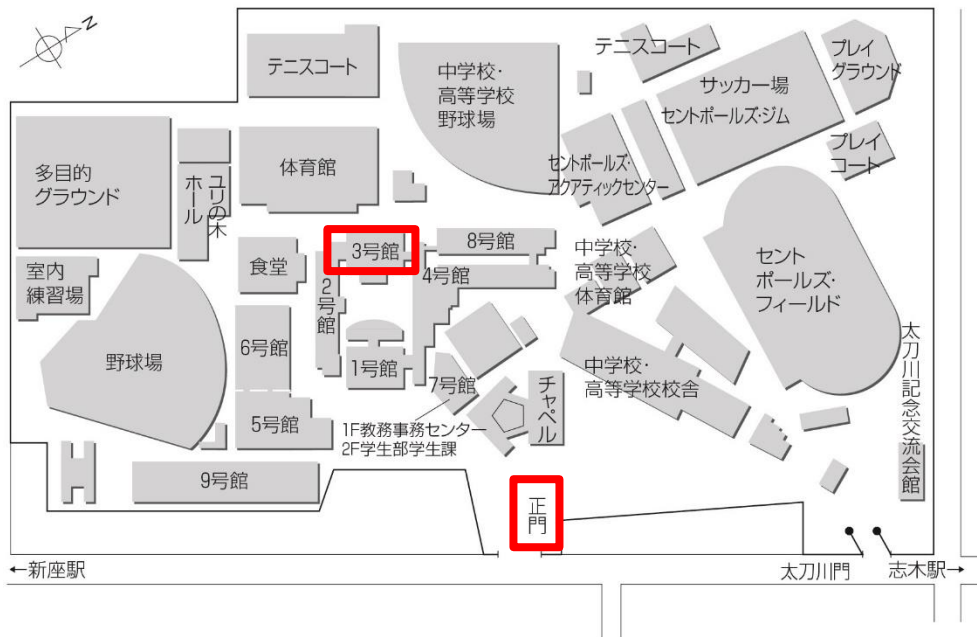 N
テニスコート
中学校・
高等学校
野球場
テニスコート
プレイ
グラウンド
サッカー場
セントポールズ・ジム
プレイ
コート
多目的
グラウンド
ユリの木
ホール
体育館
セントポールズ・
アクアティックセンター
3号館
8号館
4号館
2号館
食堂
中学校・
高等学校
体育館
セント
ポールズ・
フィールド
室内
練習場
野球場
6号館
1号館
7号館
5号館
チャペル
中学校・
高等学校校舎
太刀川記念交流会館
1F教務事務センター
2F学生部学生課
9号館
正門
←新座駅
太刀川門
志木駅→